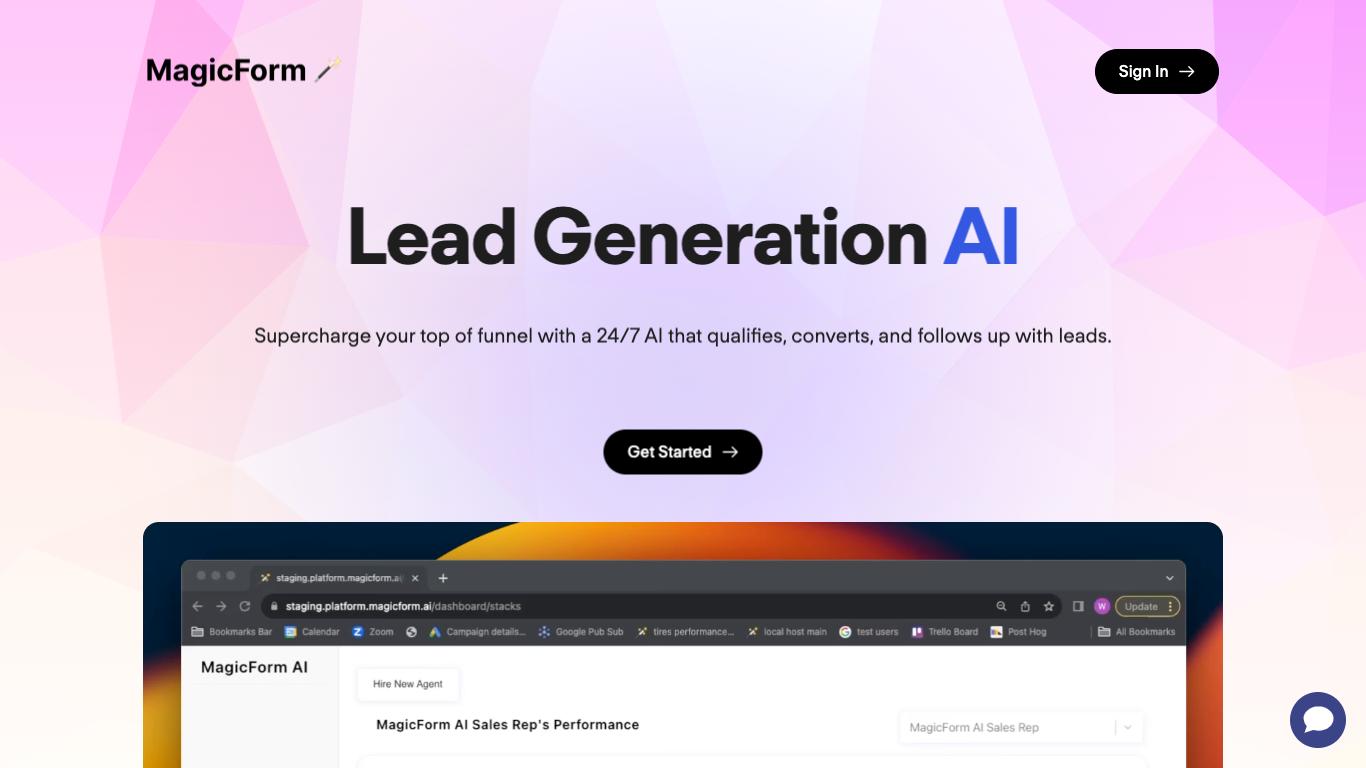 MagicForm
Sign In
Lead Generation AI
Supercharge your top of funnel with a 24/7 AI that qualifies, converts, and follows up with leads.
Get Started
staging.platform.magicform.ai
staging.platform.magicform.ai/dashboard/stacks
W
Update
Bookmarks Bar Calendar Zoom Campaign details... Google Pub Sub tires performance... local host main test users Trello Board Post Hog All Bookmarks
MagicForm AI
Hire New Agent
MagicForm AI Sales Rep's Performance
MagicForm AI Sales Rep